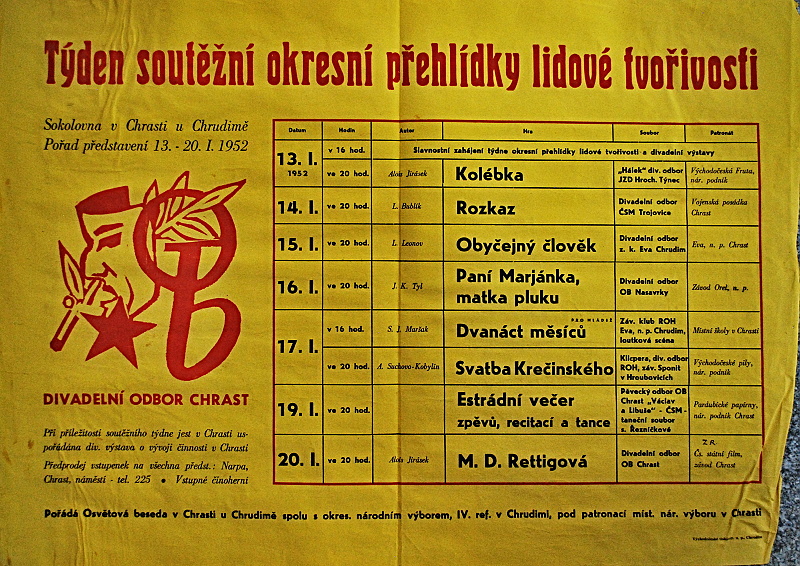 Týden soutěžní okresní přehlídky lidové tvořivosti
Sokolovna v Chrasti u Chrudimě
Pořad představení 13. - 20. I. 1952
DIVADELNÍ ODBOR CHRAST
Při příležitosti soutěžního týdne jest v Chrasti us-
pořádána div. výstava o vývoji činnosti v Chrasti
Předprodej vstupenek na všechna předst.: Narpa,
Chrast, náměstí - tel. 225 • Vstupné činoherní
Datum Hodin Autor Hra Soubor Patronát
13. I. 1952 v 16 hod. Slavnostní zahájení týdne okresní přehlídky lidové tvořivosti a divadelní výstavy
ve 20 hod. Alois Jirásek Kolébka „Hálek" div. odbor Východočeská Fruta,
JZD Hroch. Týnec nár. podnik
14. I. ve 20 hod. L. Bublík Rozkaz Divadelní odbor Vojenská posádka
ČSM Trojovice Chrast
15. I. ve 20 hod. L. Leonov Obyčejný člověk Divadelní odbor Eva, n. p. Chrast
z. k. Eva Chrudim
16. I. ve 20 hod. J. K. Tyl Paní Marjánka, Divadelní odbor Závod Orel, n. p.
matka pluku OB Nasavrky
17. I. v 16 hod. S. J. Maršak PRO MLÁDEŽ Dvanáct měsíců Záv. klub ROH Místní školy v Chrasti
Eva, n. p. Chrudim,
loutková scéna
ve 20 hod. A. Suchovo-Kobylin Svatba Krečinského Klicpera, div. odbor Východočeské pily,
ROH, záv. Sponit nár. podnik
v Hroubovicích
19. I. ve 20 hod. Estrádní večer Pěvecký odbor OB Pardubické papírny,
zpěvů, recitací a tance Chrast „Václav nár. podnik Chrast
a Libuše" - ČSM-
taneční soubor
s. Řezníčkové
20. I. ve 20 hod. Alois Jirásek M. D. Rettigová Divadelní odbor Čs. státní film,
OB Chrast závod Chrast
Pořádá Osvětová beseda v Chrasti u Chrudimě spolu s okres. národním výborem, IV. ref. v Chrudimi, pod patronací míst. nár. výboru v Chrasti